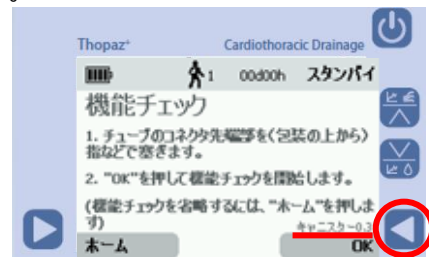 Thopaz⁺ Cardiothoracic Drainage
1 00d00h スタンバイ
機能チェック
1. チューブのコネクタ先端部を(包装の上から)
指などで塞ぎます。
2. "OK"を押して機能チェックを開始します。
(機能チェックを省略するには、"ホーム"を押しま
す)
キャニスター0.3
ホーム OK